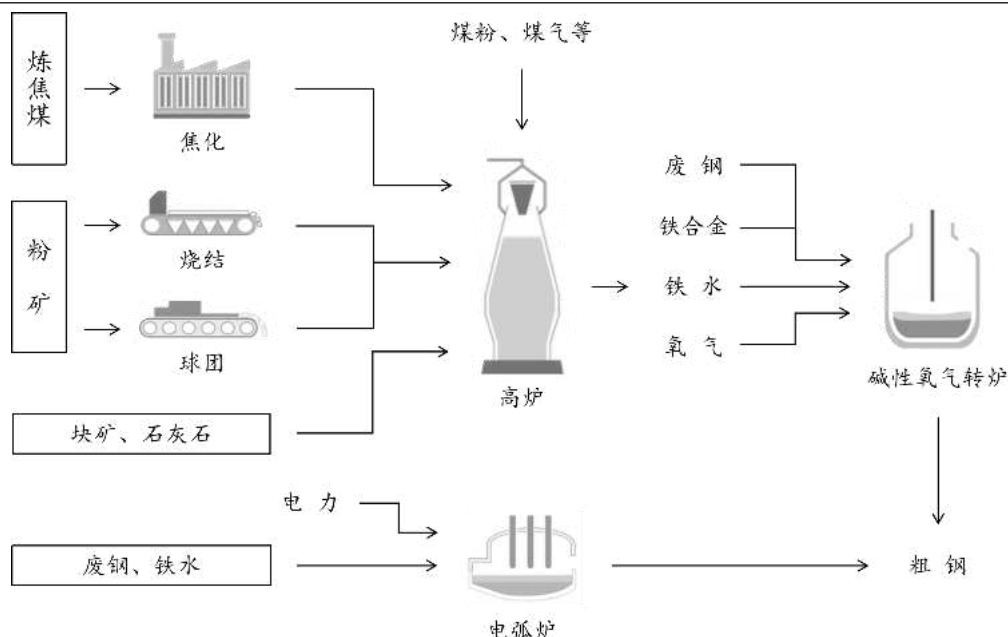 炼焦煤
焦化
煤粉、煤气等
粉矿
烧结
球团
块矿、石灰石
高炉
废钢
铁合金
铁水
氧气
碱性氧气转炉
电力
废钢、铁水
电弧炉
粗钢